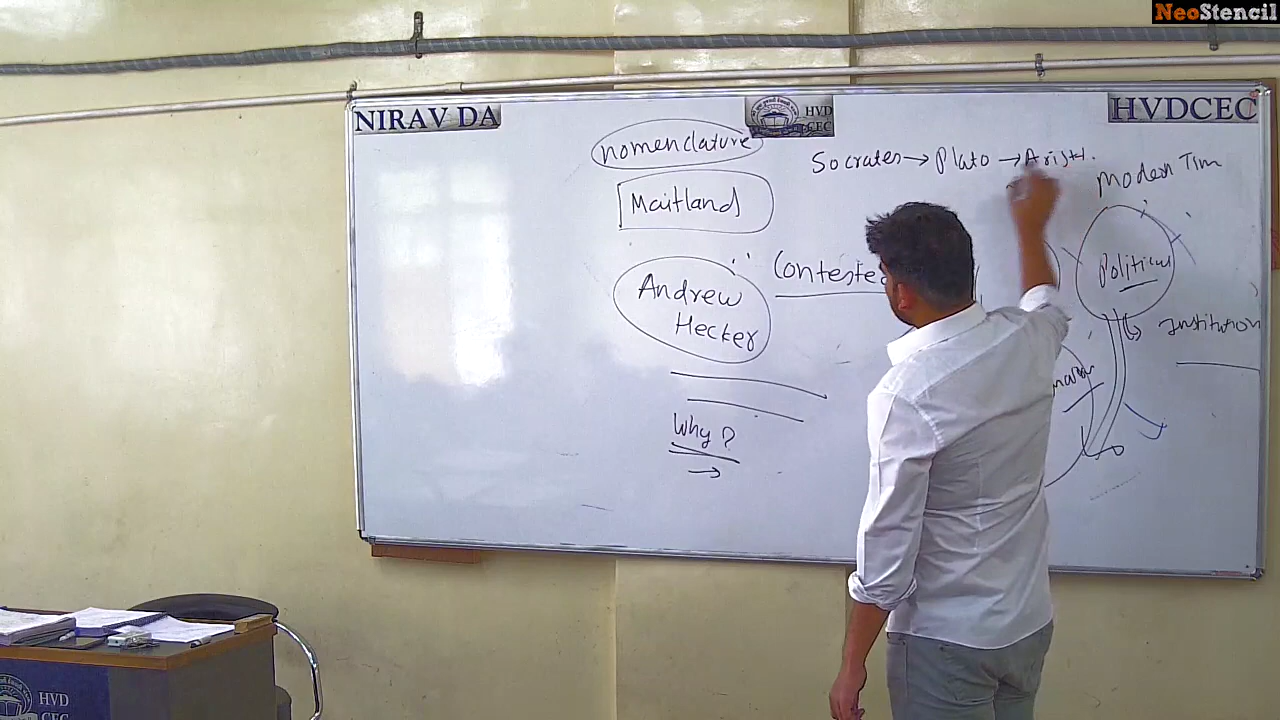 NeoStencil
NIRAV DA
HVD
CEC
HVDCEC
nomenclature
Socrates → Plato → Arist.
Modern Tim
Maitland
Contested
Political
Andrew
Hecker
Institution
Why ?
→
HVD
CEC